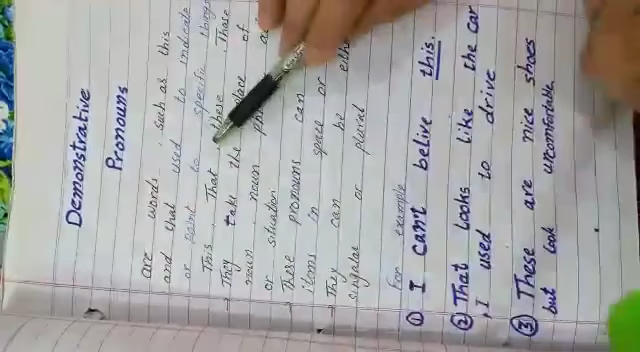 Demonstrative
Pronouns
are words, such as this
and that used to indicate
or point to specific things
This, That these Those
→ They take the place of
noun, noun
or situation.
→ These pronouns can
items in space or
→ They can be eithe
singular or plural
For example
① I can't belive this.
② That looks like the car
I used to drive
③ These are nice shoes
but look uncomfortable